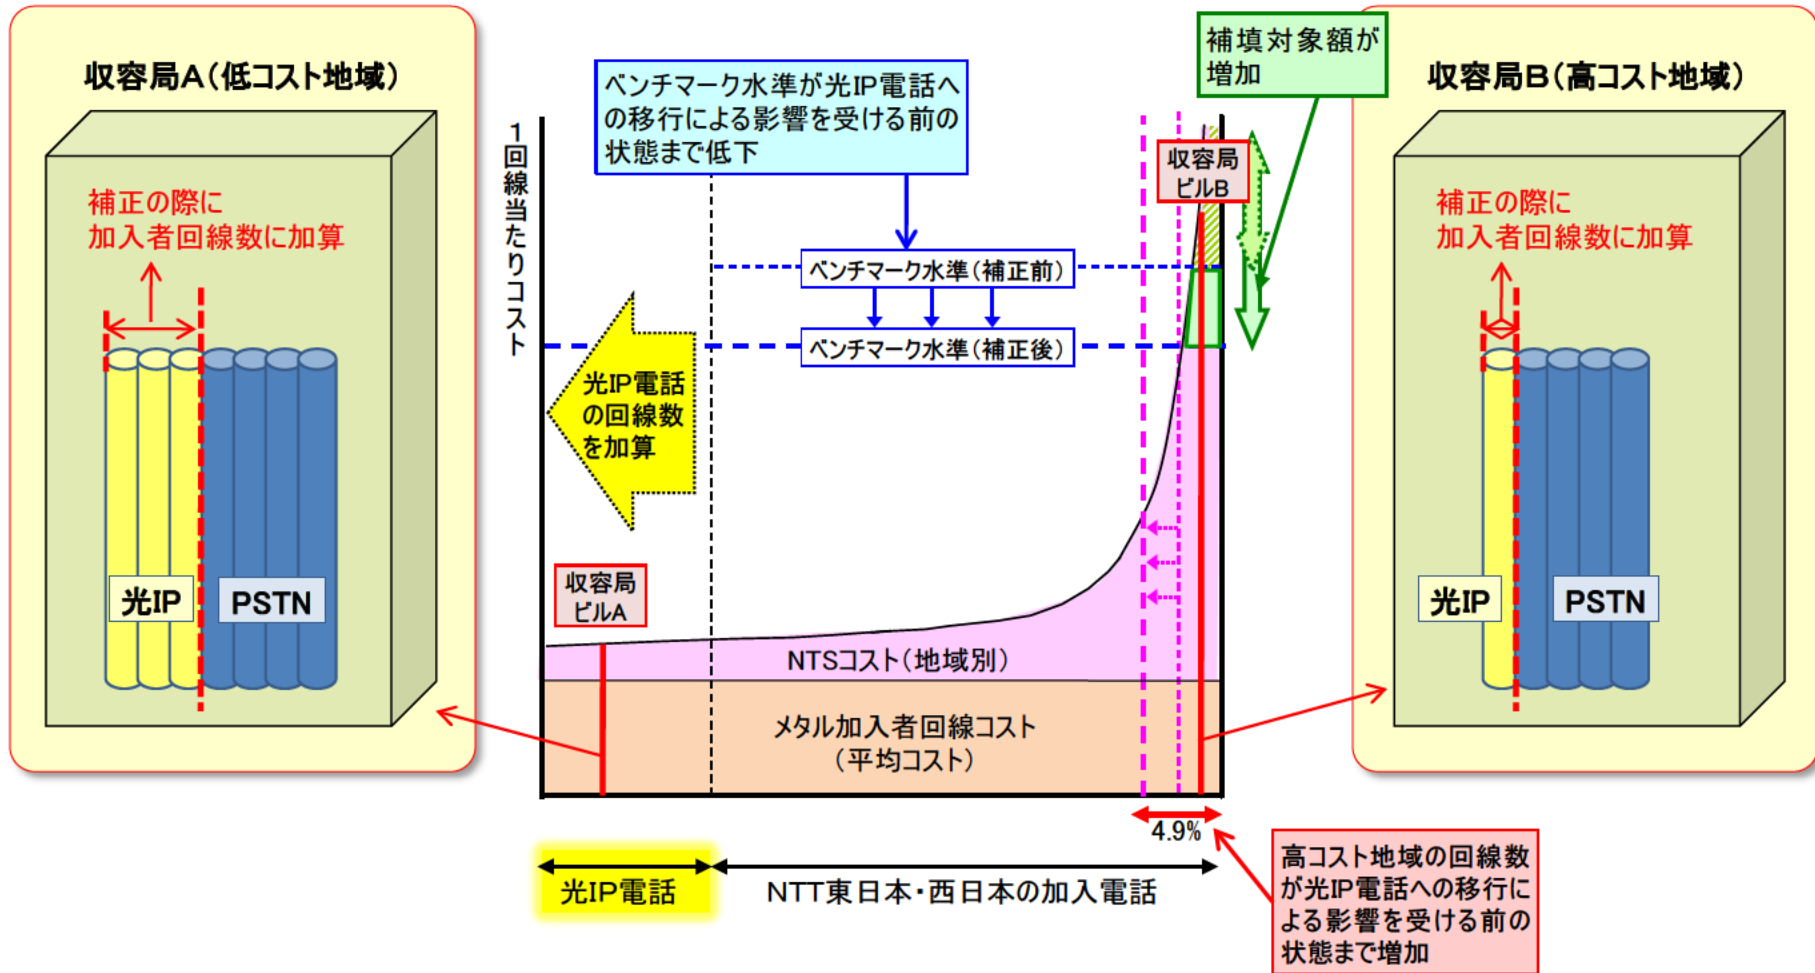 収容局A(低コスト地域)
補正の際に
加入者回線数に加算
光IP
PSTN
1回線当たりコスト
ベンチマーク水準が光IP電話へ
の移行による影響を受ける前の
状態まで低下
ベンチマーク水準(補正前)
ベンチマーク水準(補正後)
光IP電話
の回線数
を加算
収容局
ビルA
収容局
ビルB
補填対象額が
増加
NTSコスト(地域別)
メタル加入者回線コスト
(平均コスト)
4.9%
光IP電話
NTT東日本・西日本の加入電話
高コスト地域の回線数
が光IP電話への移行に
よる影響を受ける前の
状態まで増加
収容局B(高コスト地域)
補正の際に
加入者回線数に加算
光IP
PSTN